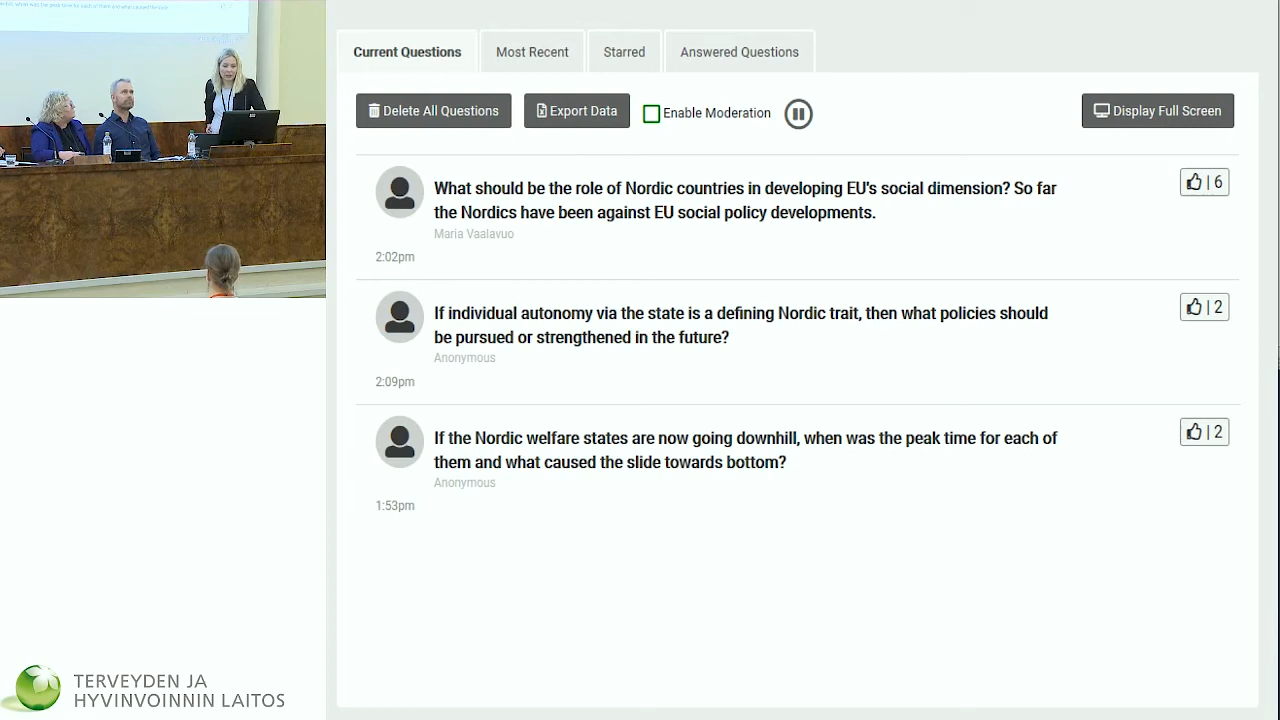 Current Questions
Most Recent
Starred
Answered Questions
Delete All Questions
Export Data
Enable Moderation
Display Full Screen
What should be the role of Nordic countries in developing EU's social dimension? So far
the Nordics have been against EU social policy developments.
Maria Vaalavuo
2:02pm
| 6
If individual autonomy via the state is a defining Nordic trait, then what policies should
be pursued or strengthened in the future?
Anonymous
2:09pm
| 2
If the Nordic welfare states are now going downhill, when was the peak time for each of
them and what caused the slide towards bottom?
Anonymous
1:53pm
| 2
TERVEYDEN JA
HYVINVOINNIN LAITOS